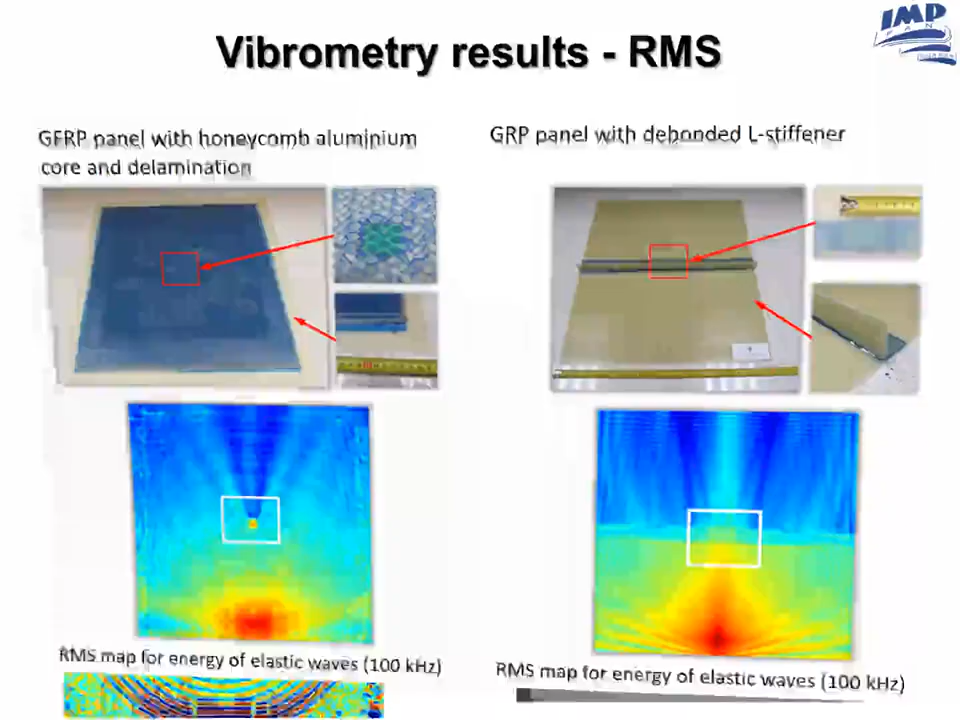 Vibrometry results - RMS
IMP
PAN
GFRP panel with honeycomb aluminium
core and delamination
GRP panel with debonded L-stiffener
RMS map for energy of elastic waves (100 kHz)
RMS map for energy of elastic waves (100 kHz)